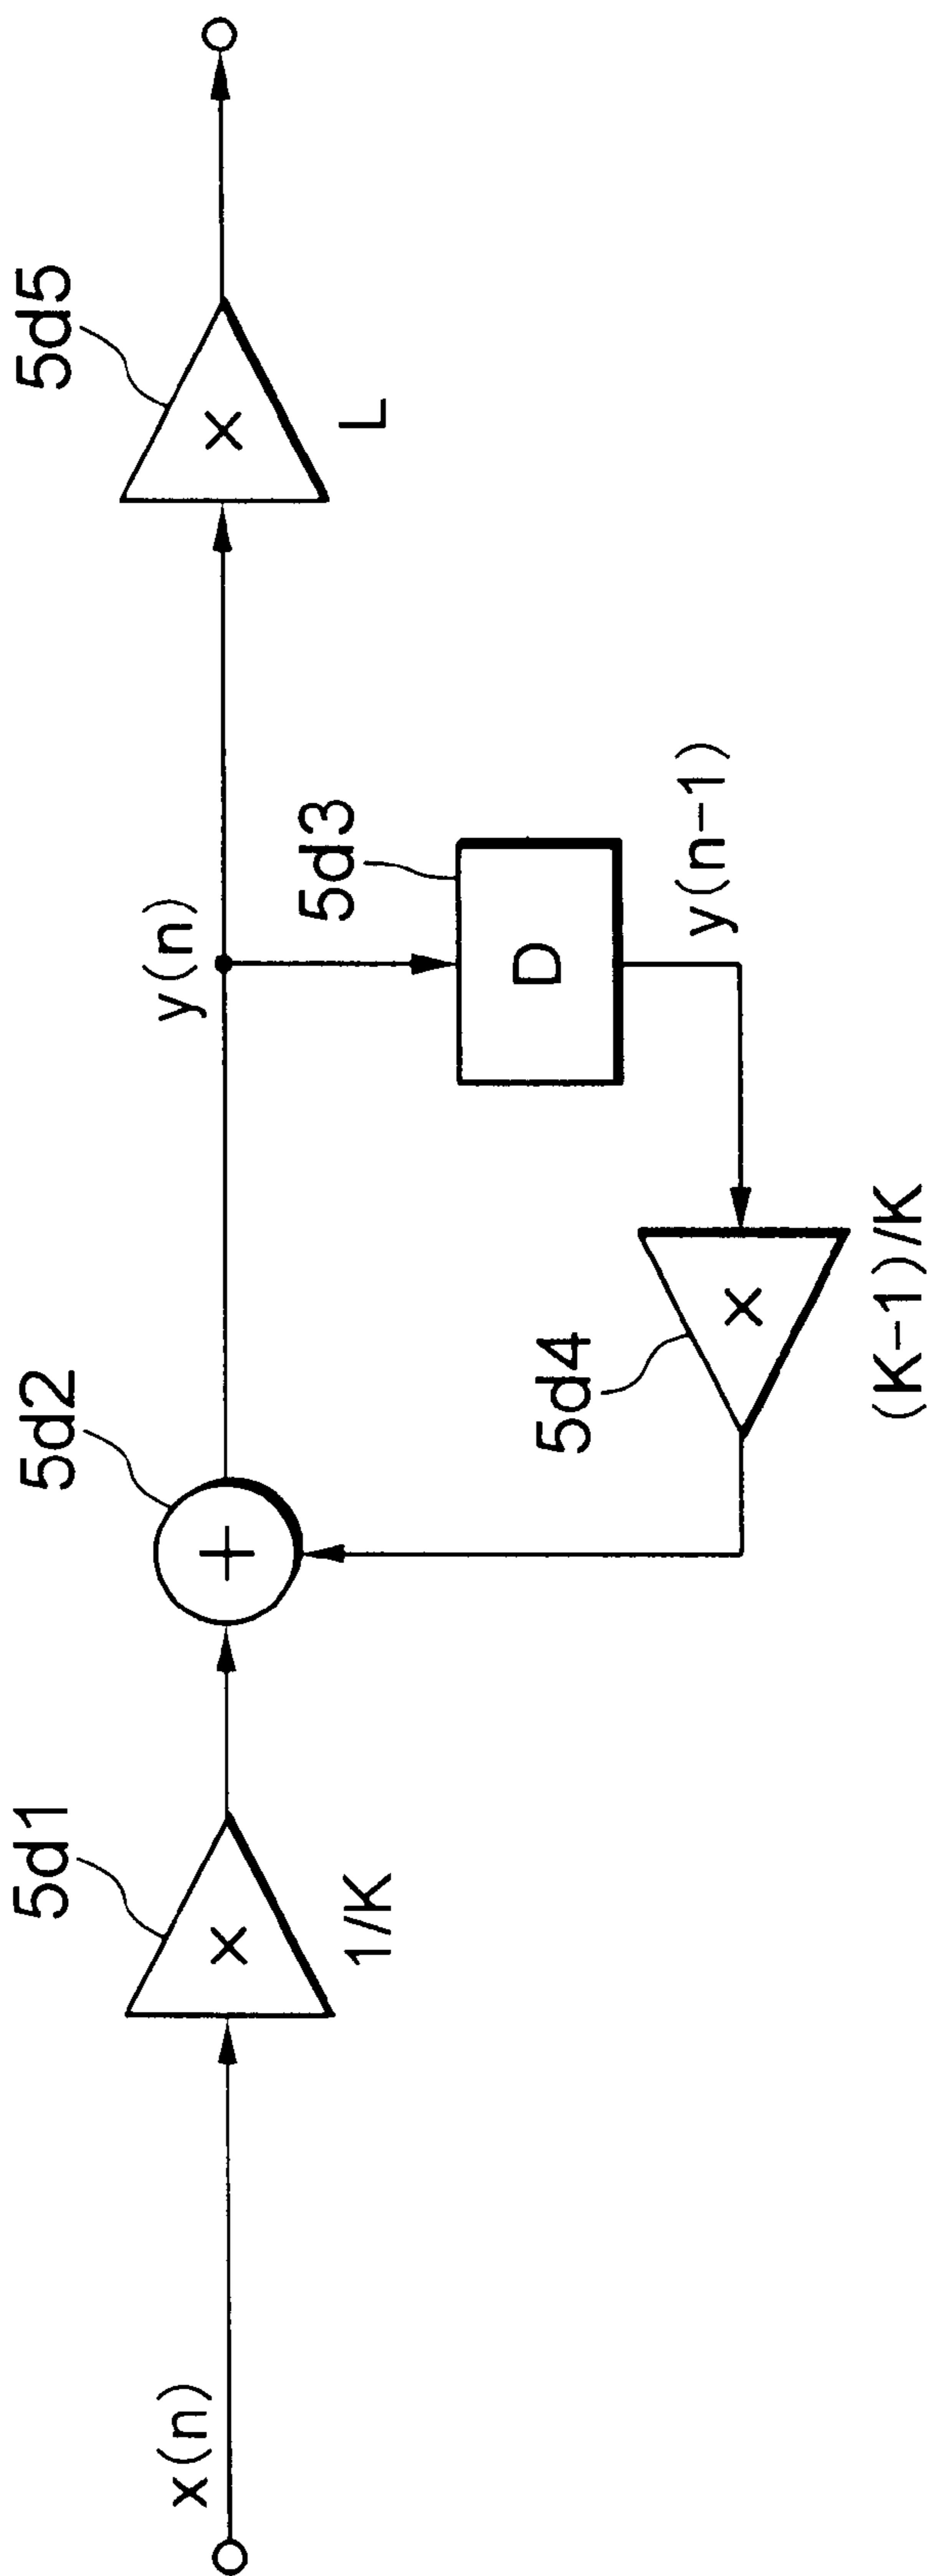 x(n)
5d1
×
1/K
5d2
+
y(n)
5d3
D
y(n-1)
5d4
×
(K-1)/K
5d5
×
L